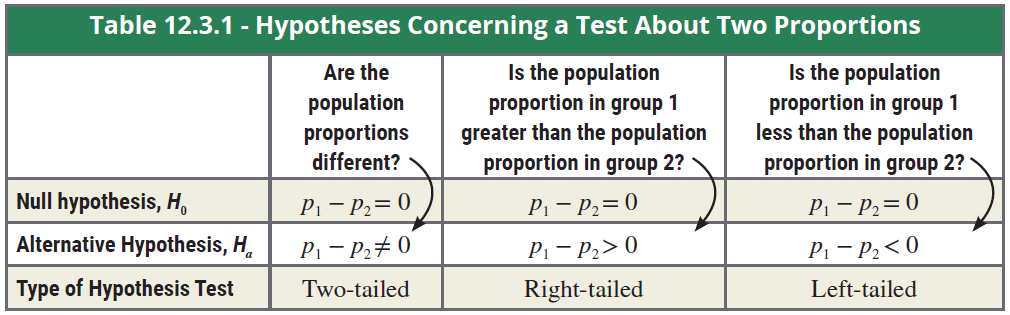 Table 12.3.1 - Hypotheses Concerning a Test About Two Proportions
Are the
population
proportions
different?
Is the population
proportion in group 1
greater than the population
proportion in group 2?
Is the population
proportion in group 1
less than the population
proportion in group 2?
Null hypothesis, H₀ p₁ − p₂ = 0 p₁ − p₂ = 0 p₁ − p₂ = 0
Alternative Hypothesis, Hₐ p₁ − p₂ ≠ 0 p₁ − p₂ > 0 p₁ − p₂ < 0
Type of Hypothesis Test Two-tailed Right-tailed Left-tailed